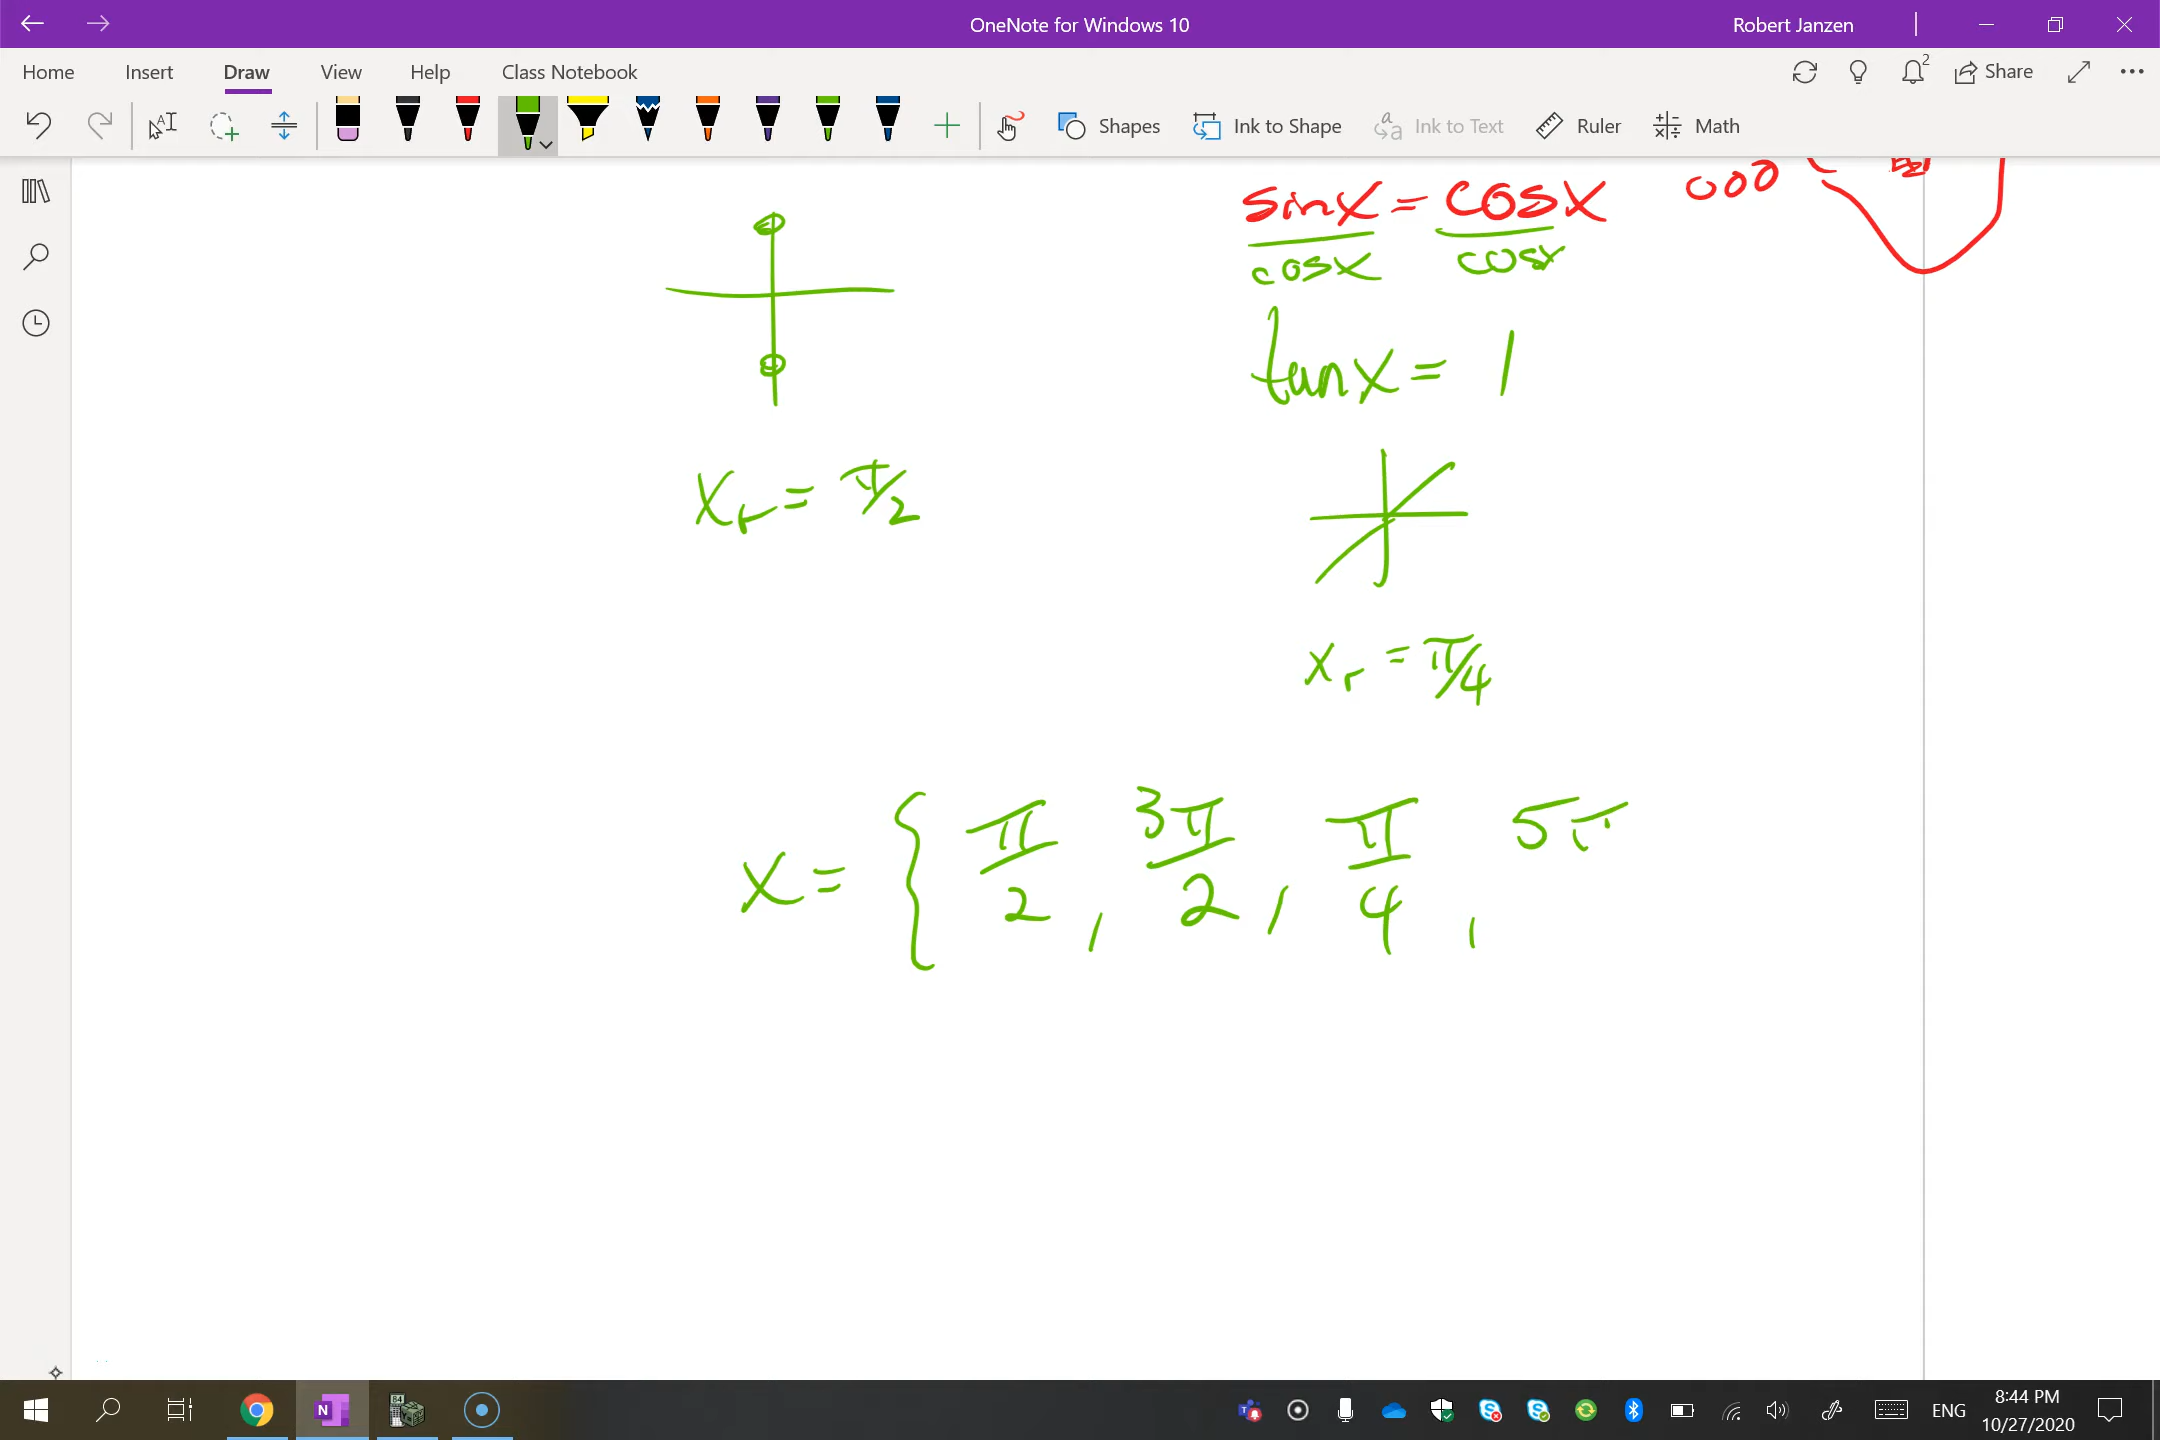 OneNote for Windows 10
Robert Janzen
Home Insert Draw View Help Class Notebook
2 Share
Shapes Ink to Shape Ink to Text Ruler Math
sinx = cosx
cosx cosx
tanx = 1
xr = π/2
xr = π/4
x = { π/2, 3π/2, π/4, 5π
ENG
8:44 PM
10/27/2020